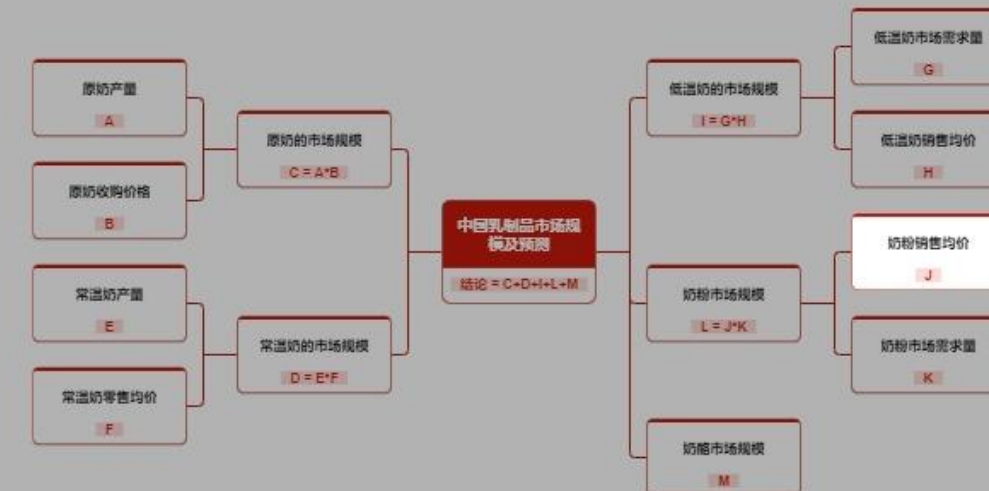 原奶产量
A
原奶收购价格
B
原奶的市场规模
C = A*B
常温奶产量
E
常温奶零售均价
F
常温奶的市场规模
D = E*F
中国乳制品市场规
模及预测
结论 = C+D+I+L+M
低温奶的市场规模
I = G*H
低温奶市场需求量
G
低温奶销售均价
H
奶粉市场规模
L = J*K
奶粉销售均价
J
奶粉市场需求量
K
奶酪市场规模
M